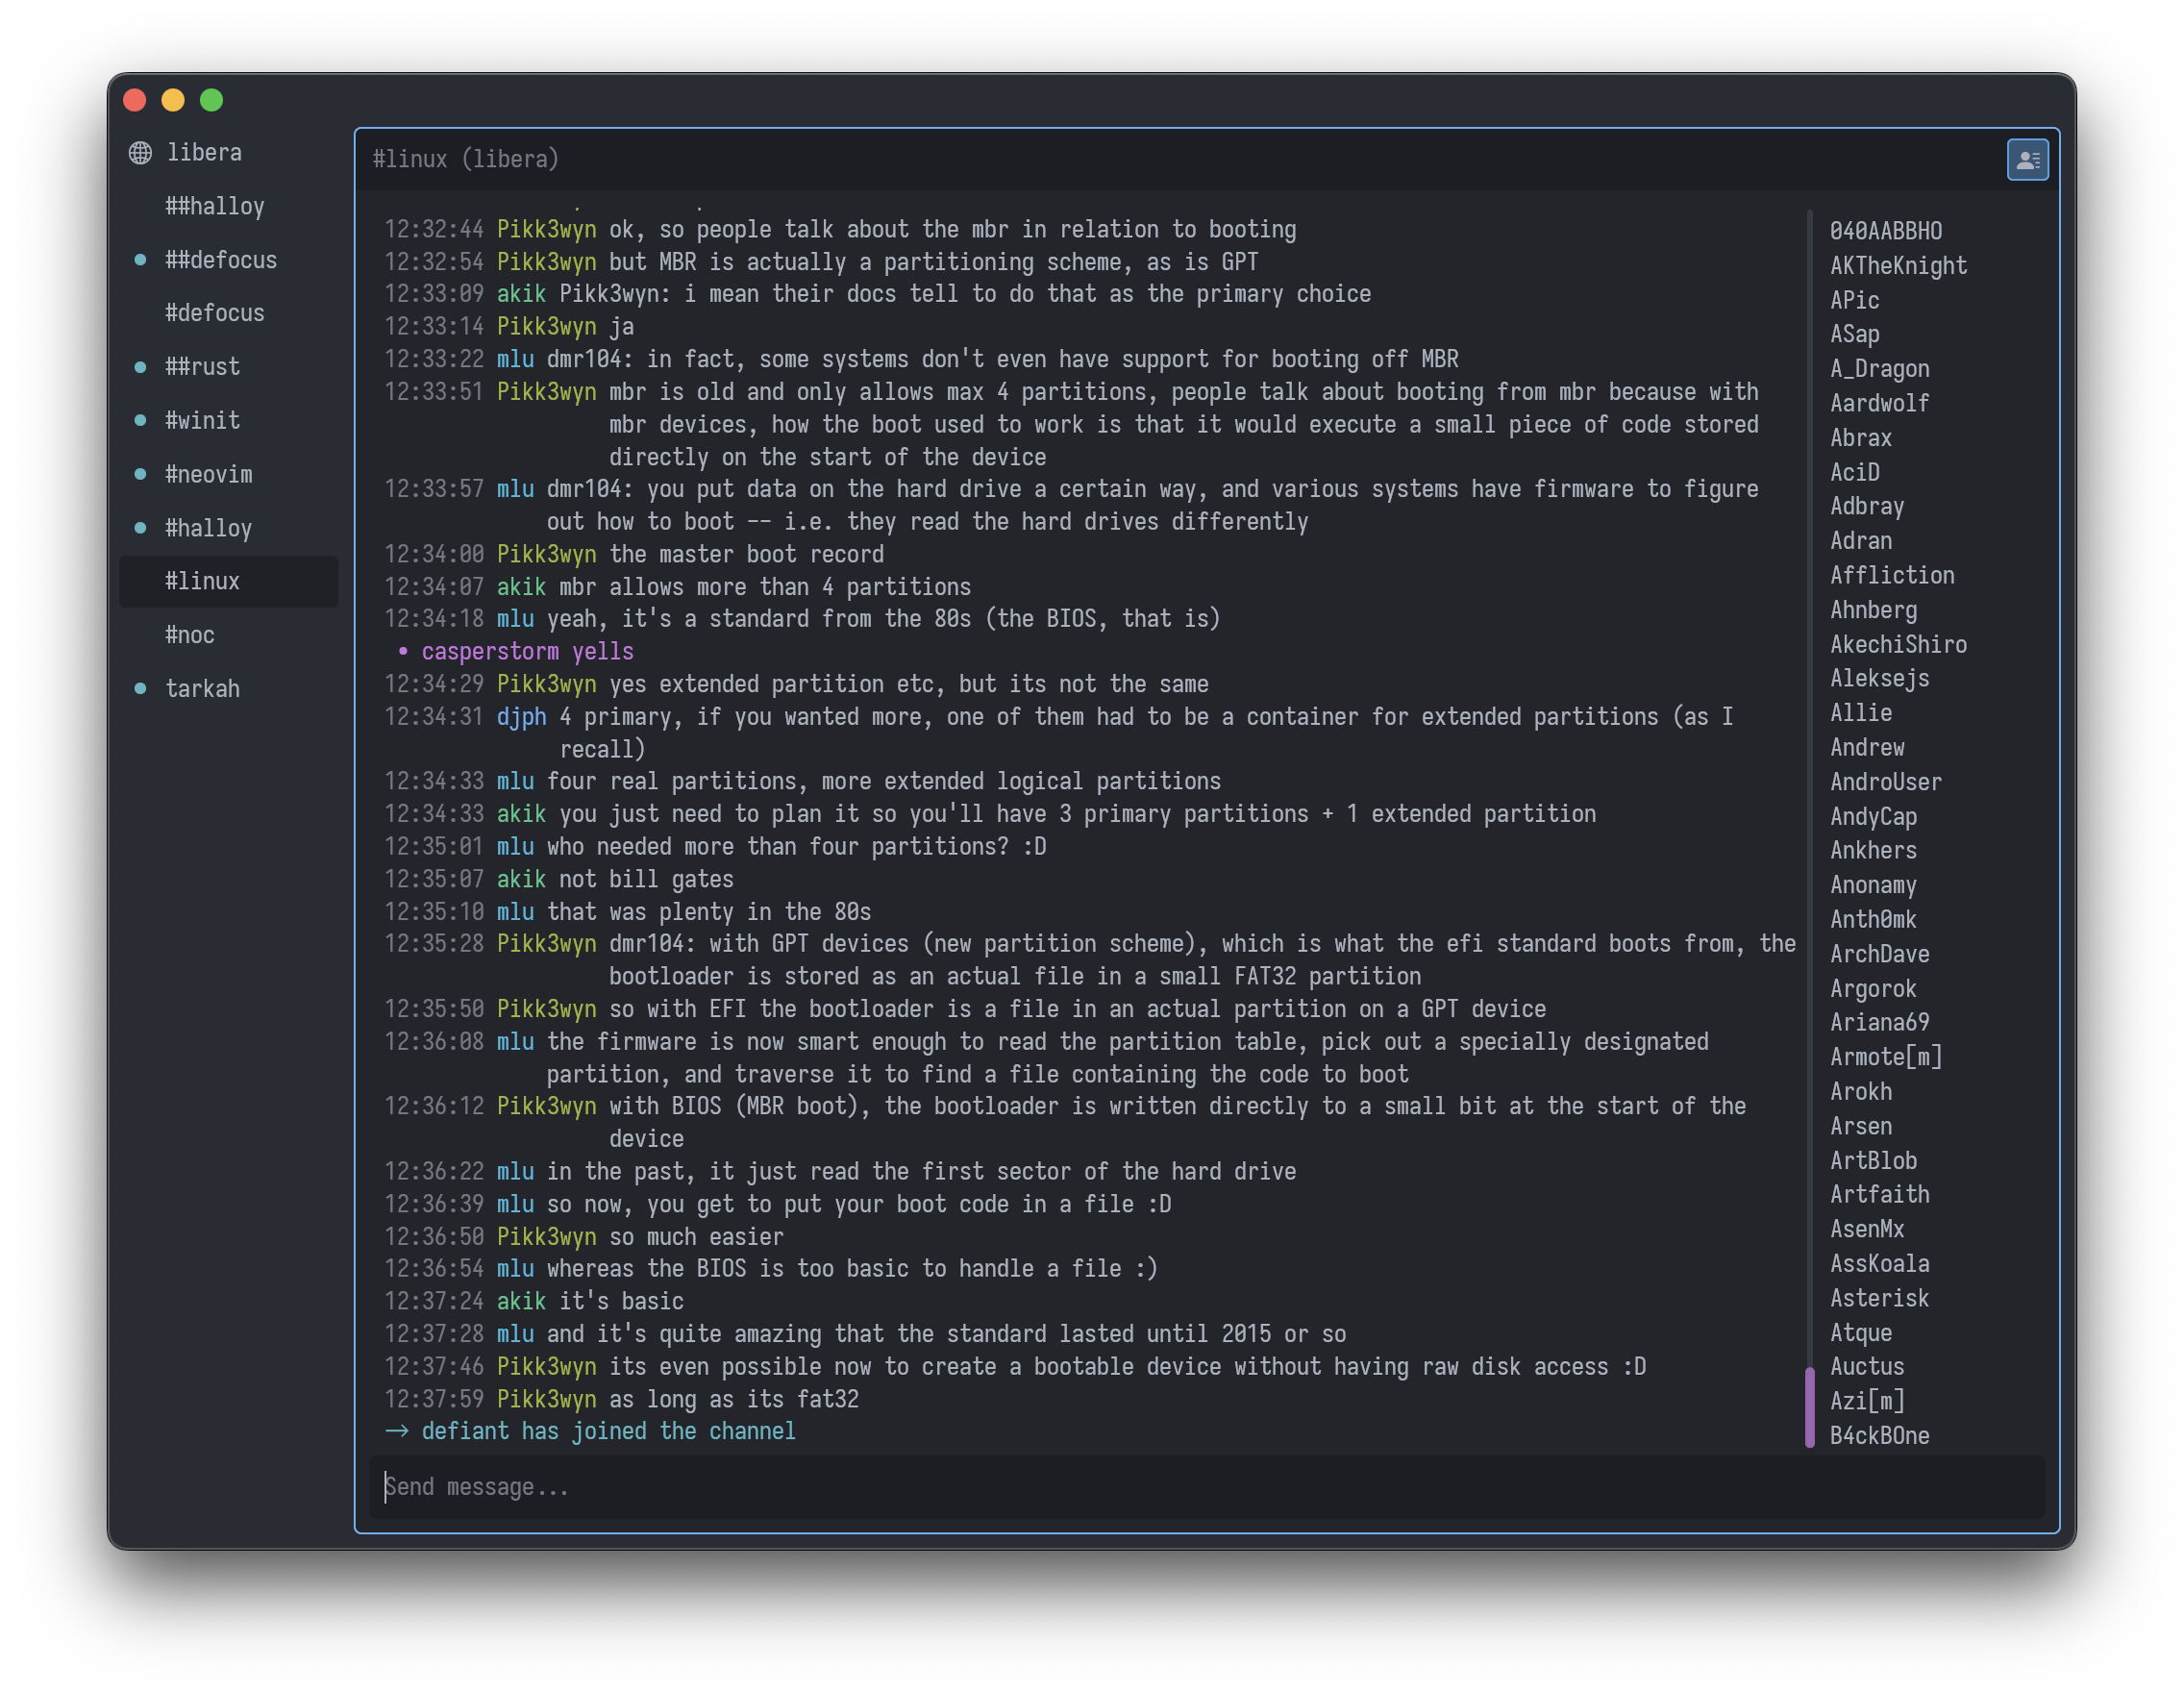 libera
##halloy
##defocus
#defocus
##rust
#winit
#neovim
#halloy
#linux
#noc
tarkah
#linux (libera)
12:32:44 Pikk3wyn ok, so people talk about the mbr in relation to booting
12:32:54 Pikk3wyn but MBR is actually a partitioning scheme, as is GPT
12:33:09 akik Pikk3wyn: i mean their docs tell to do that as the primary choice
12:33:14 Pikk3wyn ja
12:33:22 mlu dmr104: in fact, some systems don't even have support for booting off MBR
12:33:51 Pikk3wyn mbr is old and only allows max 4 partitions, people talk about booting from mbr because with
mbr devices, how the boot used to work is that it would execute a small piece of code stored
directly on the start of the device
12:33:57 mlu dmr104: you put data on the hard drive a certain way, and various systems have firmware to figure
out how to boot -- i.e. they read the hard drives differently
12:34:00 Pikk3wyn the master boot record
12:34:07 akik mbr allows more than 4 partitions
12:34:18 mlu yeah, it's a standard from the 80s (the BIOS, that is)
• casperstorm yells
12:34:29 Pikk3wyn yes extended partition etc, but its not the same
12:34:31 djph 4 primary, if you wanted more, one of them had to be a container for extended partitions (as I
recall)
12:34:33 mlu four real partitions, more extended logical partitions
12:34:33 akik you just need to plan it so you'll have 3 primary partitions + 1 extended partition
12:35:01 mlu who needed more than four partitions? :D
12:35:07 akik not bill gates
12:35:10 mlu that was plenty in the 80s
12:35:28 Pikk3wyn dmr104: with GPT devices (new partition scheme), which is what the efi standard boots from, the
bootloader is stored as an actual file in a small FAT32 partition
12:35:50 Pikk3wyn so with EFI the bootloader is a file in an actual partition on a GPT device
12:36:08 mlu the firmware is now smart enough to read the partition table, pick out a specially designated
partition, and traverse it to find a file containing the code to boot
12:36:12 Pikk3wyn with BIOS (MBR boot), the bootloader is written directly to a small bit at the start of the
device
12:36:22 mlu in the past, it just read the first sector of the hard drive
12:36:39 mlu so now, you get to put your boot code in a file :D
12:36:50 Pikk3wyn so much easier
12:36:54 mlu whereas the BIOS is too basic to handle a file :)
12:37:24 akik it's basic
12:37:28 mlu and it's quite amazing that the standard lasted until 2015 or so
12:37:46 Pikk3wyn its even possible now to create a bootable device without having raw disk access :D
12:37:59 Pikk3wyn as long as its fat32
⟶ defiant has joined the channel
Send message...
040AABBHO
AKTheKnight
APic
ASap
A_Dragon
Aardwolf
Abrax
AciD
Adbray
Adran
Affliction
Ahnberg
AkechiShiro
Aleksejs
Allie
Andrew
AndroUser
AndyCap
Ankhers
Anonamy
Anth0mk
ArchDave
Argorok
Ariana69
Armote[m]
Arokh
Arsen
ArtBlob
Artfaith
AsenMx
AssKoala
Asterisk
Atque
Auctus
Azi[m]
B4ckBOne